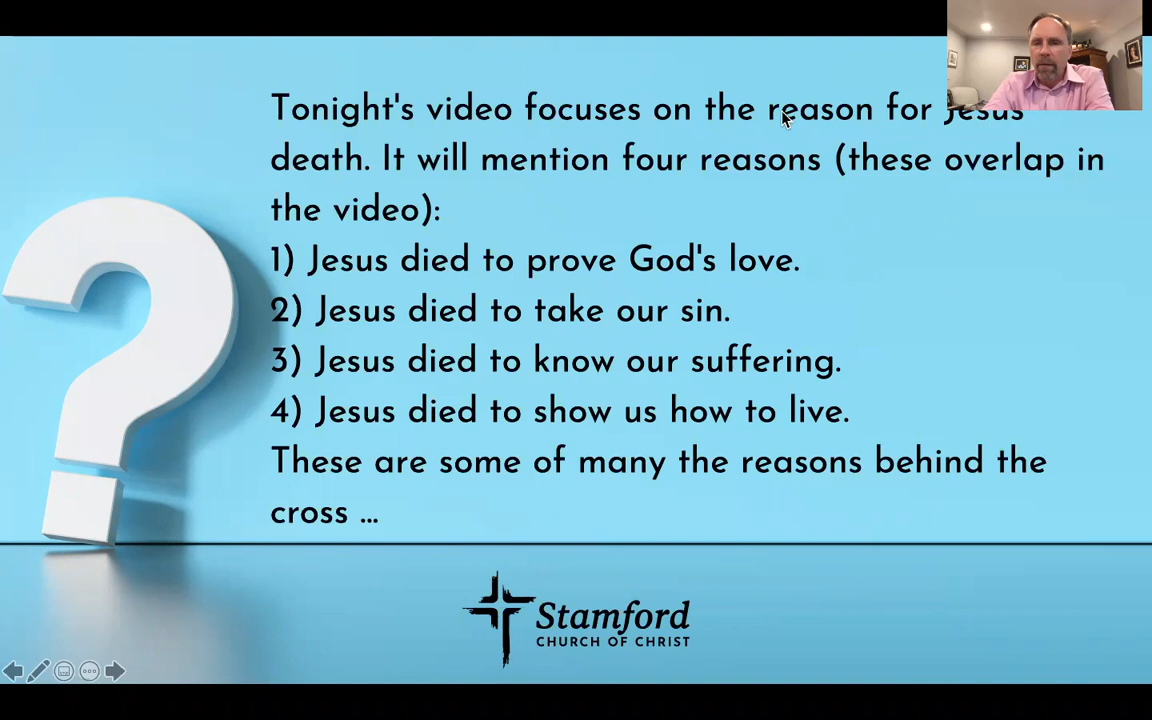 Tonight's video focuses on the reason for Jesus'
death. It will mention four reasons (these overlap in
the video):
1) Jesus died to prove God's love.
2) Jesus died to take our sin.
3) Jesus died to know our suffering.
4) Jesus died to show us how to live.
These are some of many the reasons behind the
cross ...
Stamford
CHURCH OF CHRIST